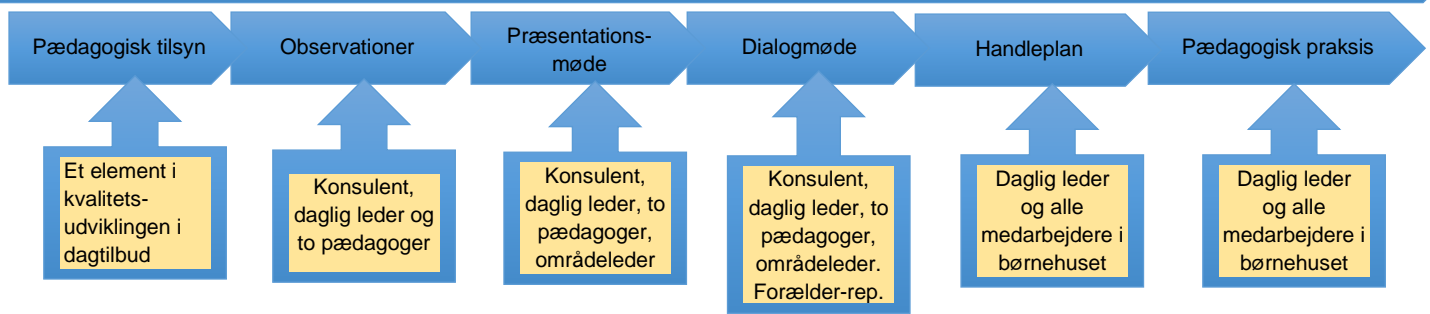 Pædagogisk tilsyn
Observationer
Præsentations-
møde
Dialogmøde
Handleplan
Pædagogisk praksis
Et element i
kvalitets-
udviklingen i
dagtilbud
Konsulent,
daglig leder og
to pædagoger
Konsulent,
daglig leder, to
pædagoger,
områdeleder
Konsulent,
daglig leder, to
pædagoger,
områdeleder.
Forælder-rep.
Daglig leder
og alle
medarbejdere i
børnehuset
Daglig leder
og alle
medarbejdere i
børnehuset